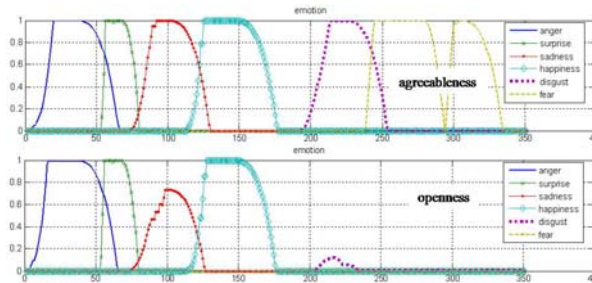 emotion
1
0.8
0.6
0.4
0.2
0
0 50 100 150 200 250 300 350 400
agreeableness
anger
surprise
sadness
happiness
disgust
fear
emotion
1
0.8
0.6
0.4
0.2
0
0 50 100 150 200 250 300 350 400
openness
anger
surprise
sadness
happiness
disgust
fear